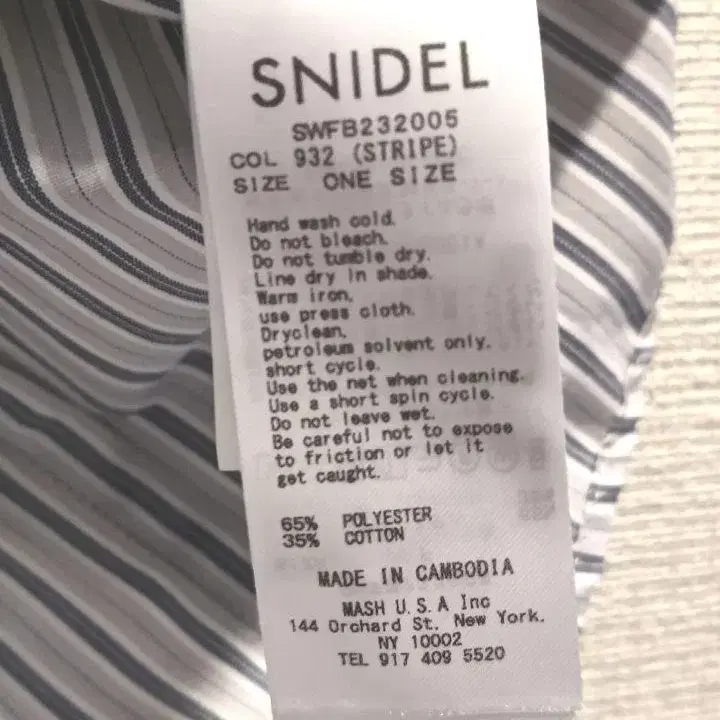 SNIDEL
SWFB232005
COL 932 (STRIPE)
SIZE ONE SIZE
Hand wash cold.
Do not bleach.
Do not tumble dry.
Line dry in shade.
Warm iron,
use press cloth.
Dryclean,
petroleum solvent only.
short cycle.
Use the net when cleaning.
Use a short spin cycle.
Do not leave wet.
Be careful not to expose
to friction or let it
get caught.
65% POLYESTER
35% COTTON
MADE IN CAMBODIA
MASH U.S.A Inc
144 Orchard St. New York.
NY 10002
TEL 917 409 5520